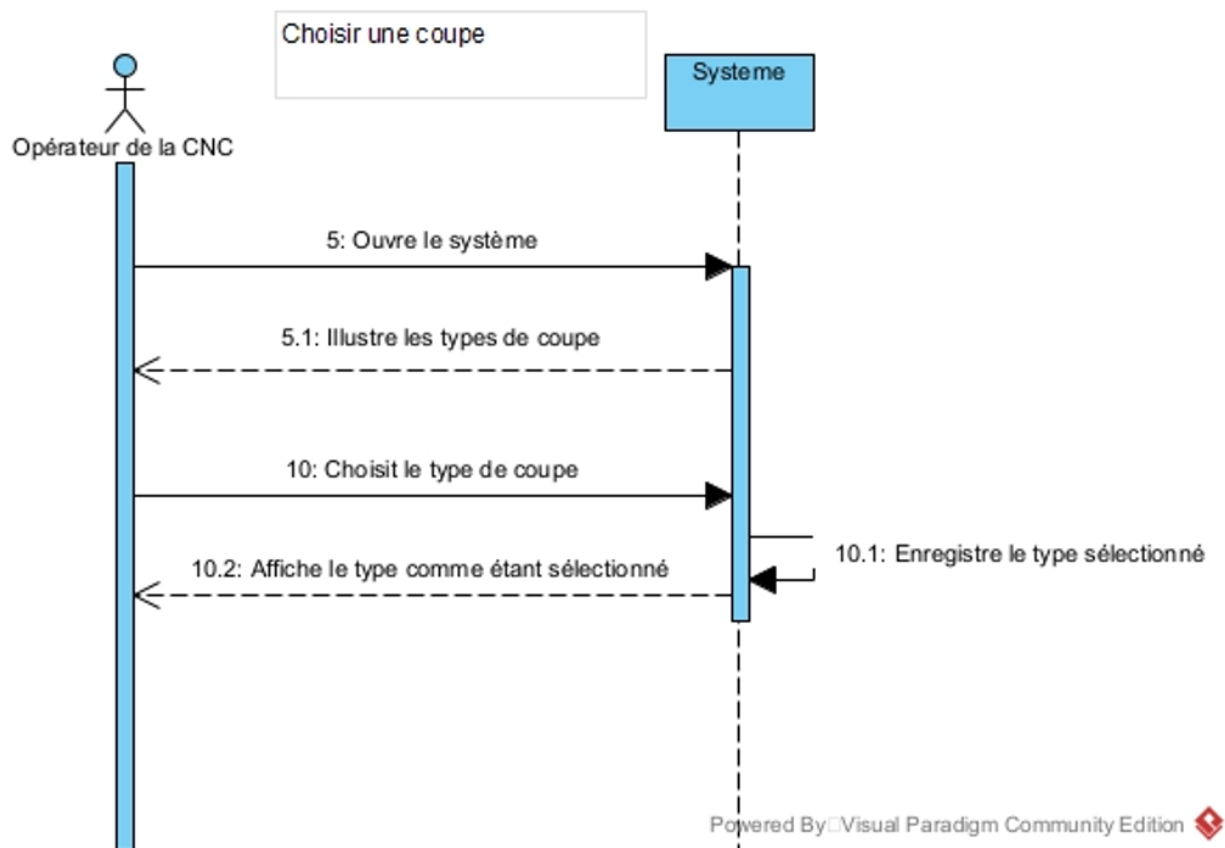 Choisir une coupe
Systeme
Opérateur de la CNC
5: Ouvre le système
5.1: Illustre les types de coupe
10: Choisit le type de coupe
10.1: Enregistre le type sélectionné
10.2: Affiche le type comme étant sélectionné
Powered By Visual Paradigm Community Edition